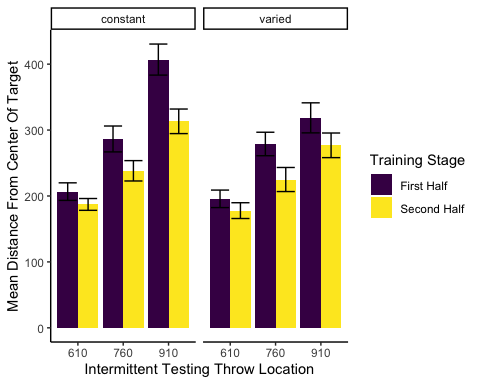 constant varied
Mean Distance From Center Of Target
400
300
200
100
0
610 760 910 610 760 910
Intermittent Testing Throw Location
Training Stage
First Half
Second Half